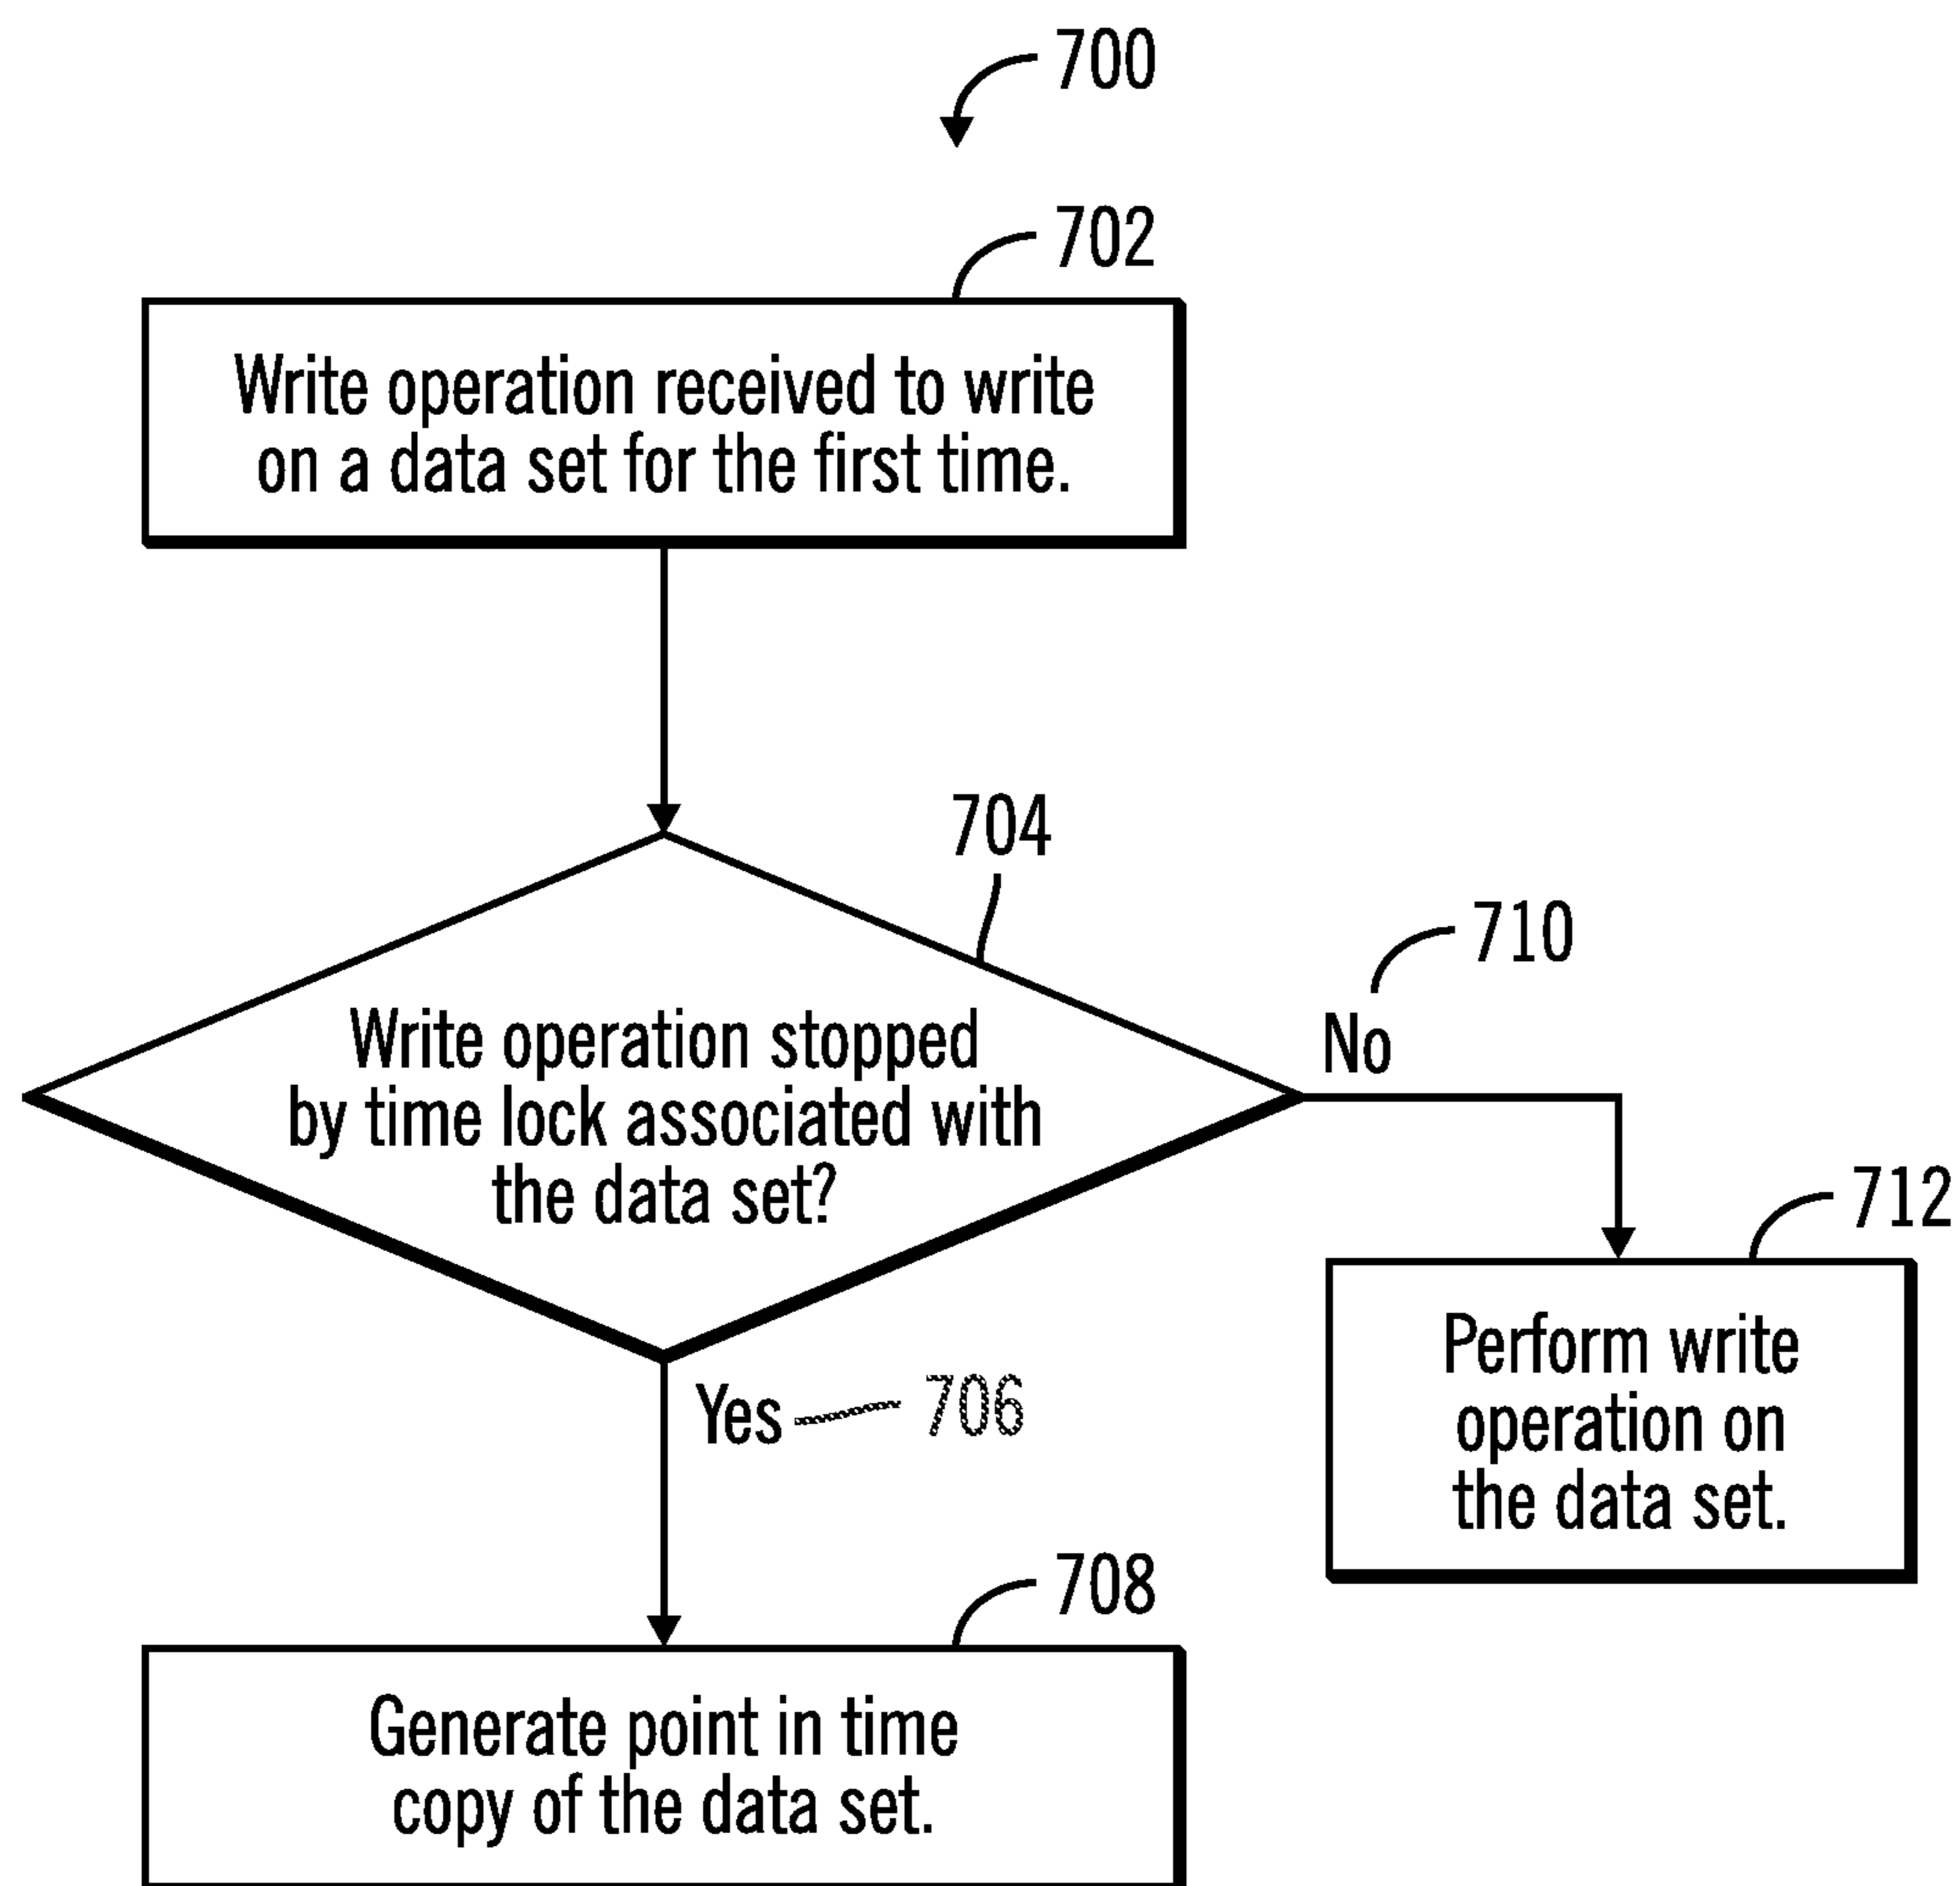 700
702
Write operation received to write
on a data set for the first time.
704
710
Write operation stopped
by time lock associated with
the data set?
No
712
Perform write
operation on
the data set.
Yes
706
708
Generate point in time
copy of the data set.